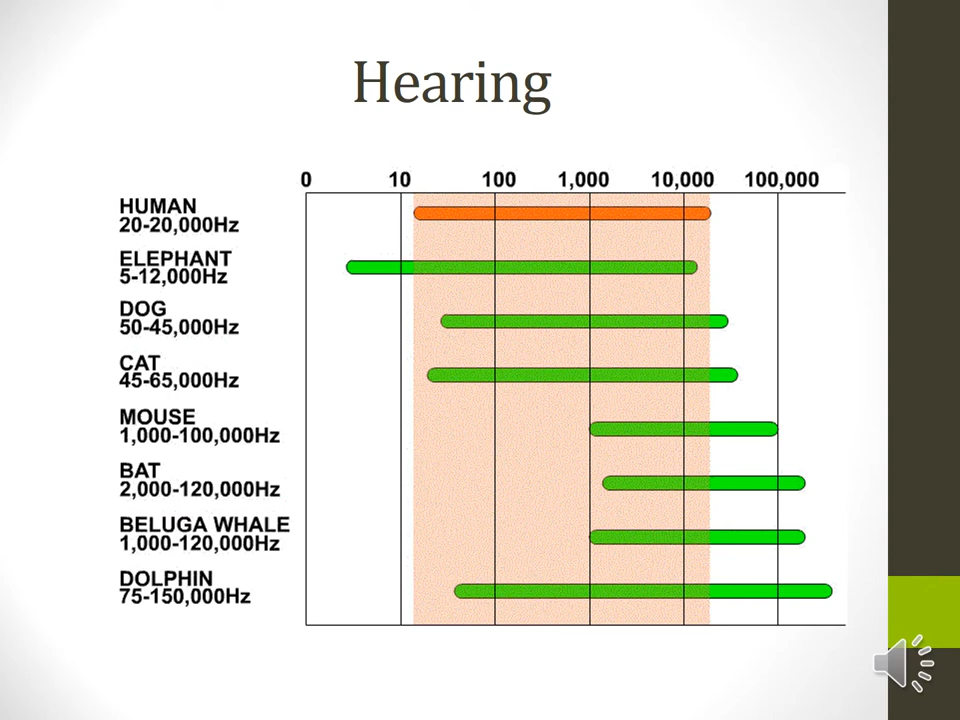 Hearing
0 10 100 1,000 10,000 100,000
HUMAN
20-20,000Hz
ELEPHANT
5-12,000Hz
DOG
50-45,000Hz
CAT
45-65,000Hz
MOUSE
1,000-100,000Hz
BAT
2,000-120,000Hz
BELUGA WHALE
1,000-120,000Hz
DOLPHIN
75-150,000Hz